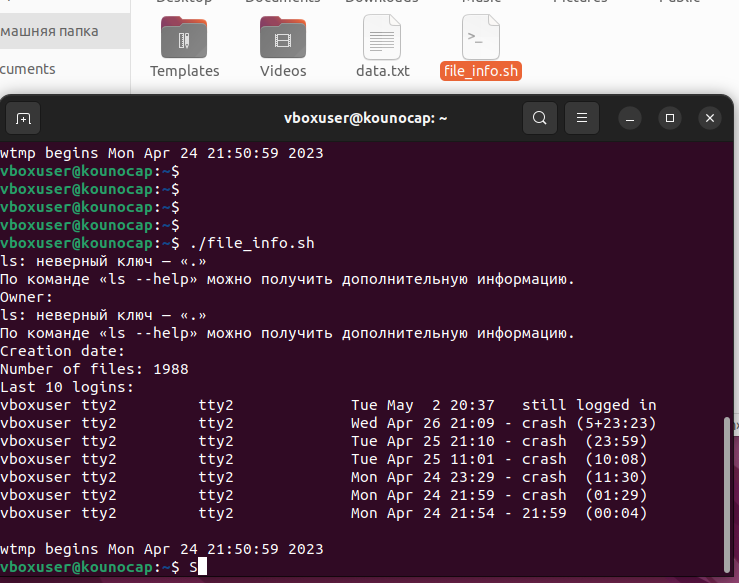 машняя папка
cuments
Desktop Documents Downloads Music Pictures Public
Templates Videos data.txt file_info.sh
vboxuser@kounocap: ~
wtmp begins Mon Apr 24 21:50:59 2023
vboxuser@kounocap:~$
vboxuser@kounocap:~$
vboxuser@kounocap:~$
vboxuser@kounocap:~$
vboxuser@kounocap:~$ ./file_info.sh
ls: неверный ключ — «.»
По команде «ls --help» можно получить дополнительную информацию.
Owner:
ls: неверный ключ — «.»
По команде «ls --help» можно получить дополнительную информацию.
Creation date:
Number of files: 1988
Last 10 logins:
vboxuser tty2 tty2 Tue May 2 20:37 still logged in
vboxuser tty2 tty2 Wed Apr 26 21:09 - crash (5+23:23)
vboxuser tty2 tty2 Tue Apr 25 21:10 - crash (23:59)
vboxuser tty2 tty2 Tue Apr 25 11:01 - crash (10:08)
vboxuser tty2 tty2 Mon Apr 24 23:29 - crash (11:30)
vboxuser tty2 tty2 Mon Apr 24 21:59 - crash (01:29)
vboxuser tty2 tty2 Mon Apr 24 21:54 - 21:59 (00:04)
wtmp begins Mon Apr 24 21:50:59 2023
vboxuser@kounocap:~$ S